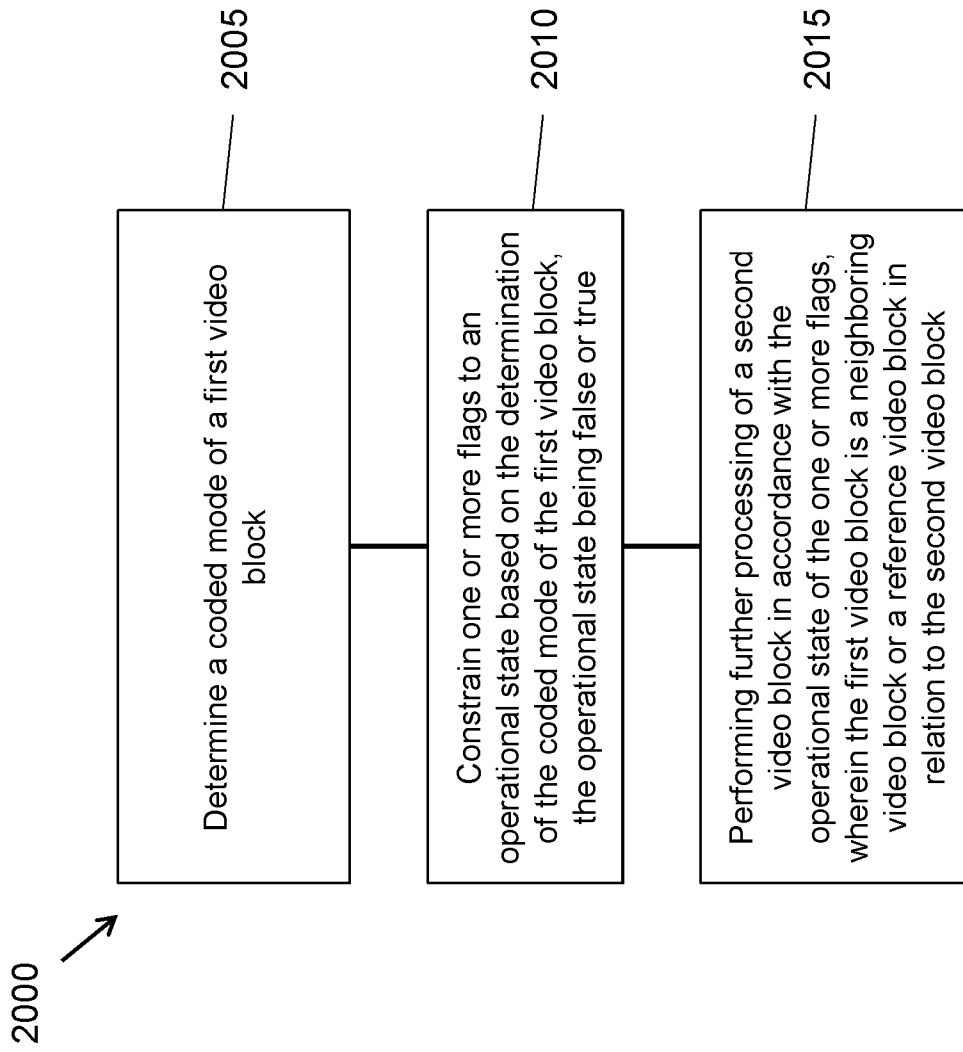 2000
Determine a coded mode of a first video
block
2005
Constrain one or more flags to an
operational state based on the determination
of the coded mode of the first video block,
the operational state being false or true
2010
Performing further processing of a second
video block in accordance with the
operational state of the one or more flags,
wherein the first video block is a neighboring
video block or a reference video block in
relation to the second video block
2015